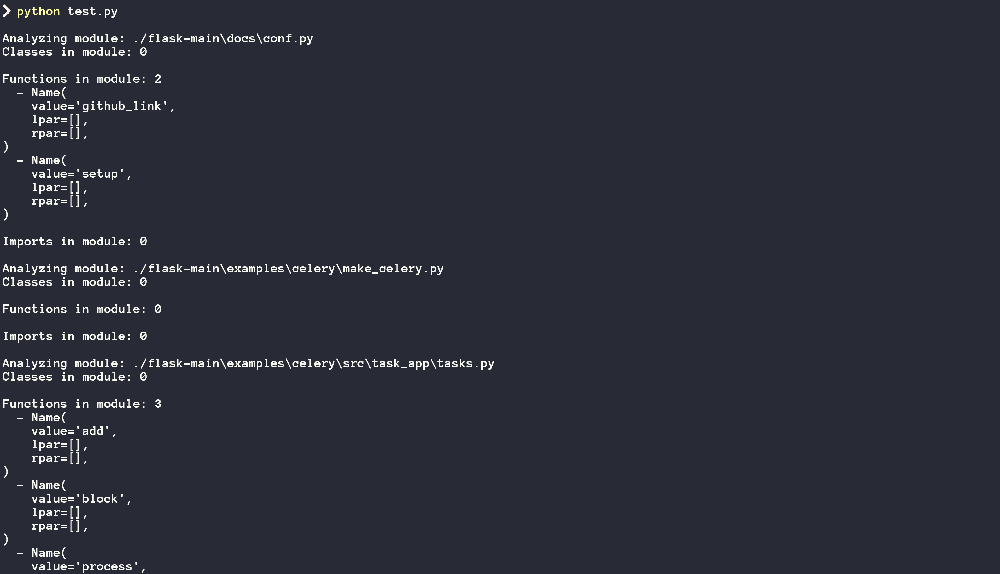 ❯ python test.py
Analyzing module: ./flask-main\docs\conf.py
Classes in module: 0
Functions in module: 2
  - Name(
    value='github_link',
    lpar=[],
    rpar=[],
)
  - Name(
    value='setup',
    lpar=[],
    rpar=[],
)
Imports in module: 0
Analyzing module: ./flask-main\examples\celery\make_celery.py
Classes in module: 0
Functions in module: 0
Imports in module: 0
Analyzing module: ./flask-main\examples\celery\src\task_app\tasks.py
Classes in module: 0
Functions in module: 3
  - Name(
    value='add',
    lpar=[],
    rpar=[],
)
  - Name(
    value='block',
    lpar=[],
    rpar=[],
)
  - Name(
    value='process',